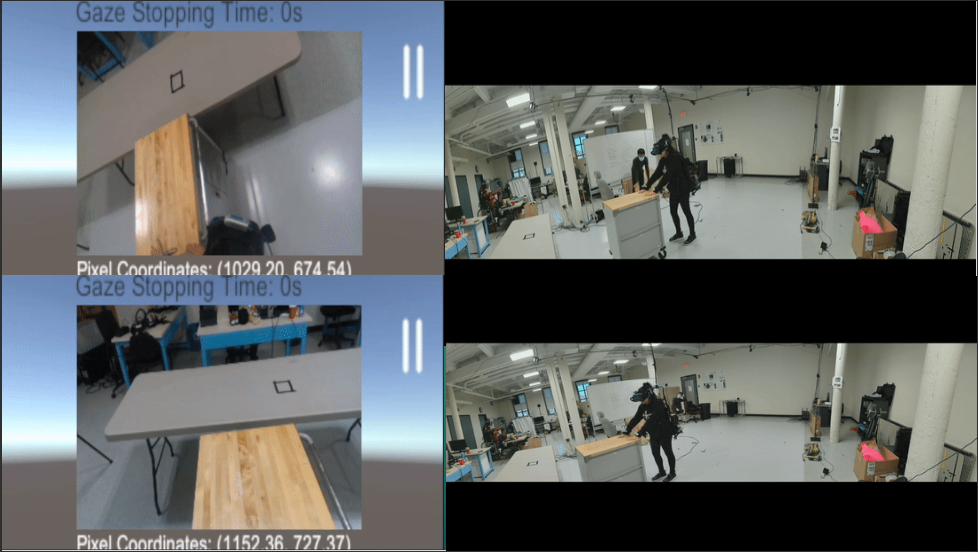 Gaze Stopping Time: 0s
Pixel Coordinates: (1029.20, 674.54)
Gaze Stopping Time: 0s
Pixel Coordinates: (1152.36, 727.37)